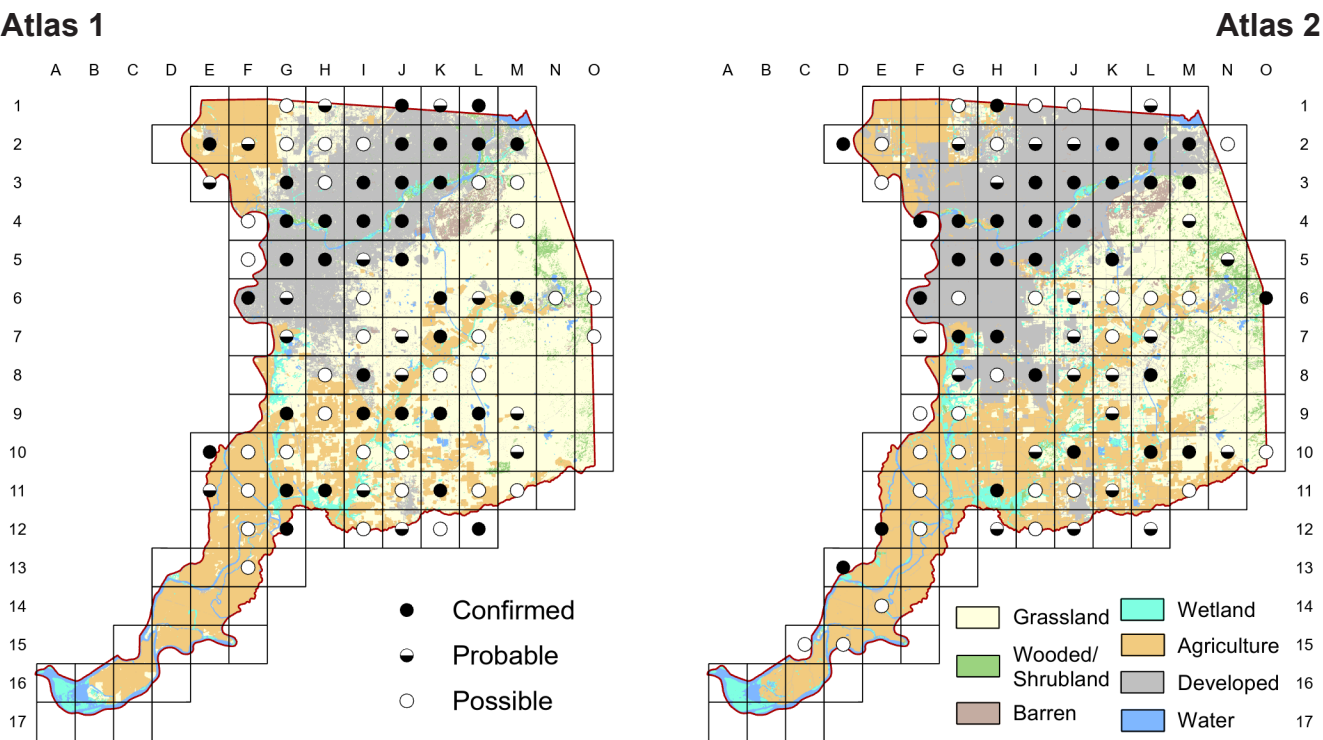 Atlas 1
Atlas 2
A B C D E F G H I J K L M N O
A B C D E F G H I J K L M N O
1
2
3
4
5
6
7
8
9
10
11
12
13
14
15
16
17
Confirmed
Probable
Possible
Grassland
Wooded/
Shrubland
Barren
Wetland
Agriculture
Developed
Water
1
2
3
4
5
6
7
8
9
10
11
12
13
14
15
16
17